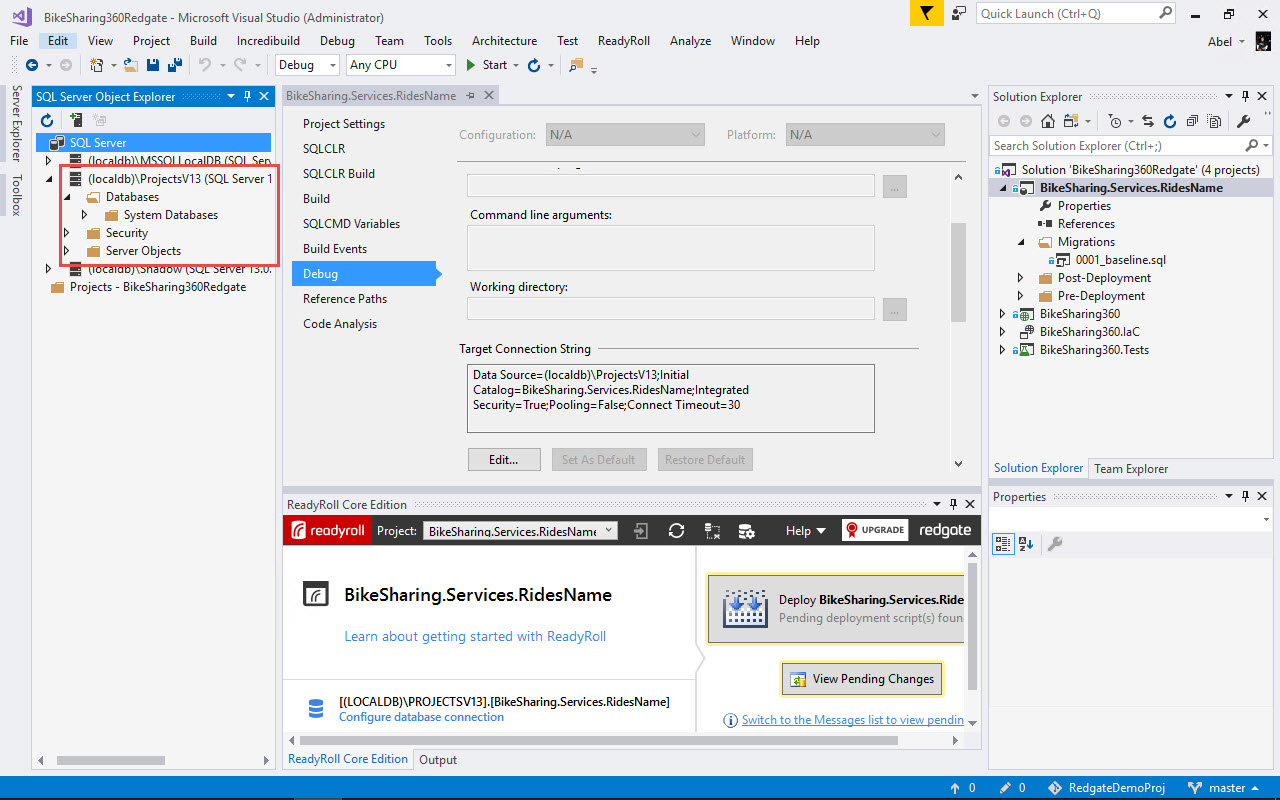 BikeSharing360Redgate - Microsoft Visual Studio (Administrator)
Quick Launch (Ctrl+Q)
File Edit View Project Build Incredibuild Debug Team Tools Architecture Test ReadyRoll Analyze Window Help
Abel
Debug Any CPU Start
Server Explorer
Toolbox
SQL Server Object Explorer
SQL Server
(localdb)\MSSQLLocalDB (SQL Ser
(localdb)\ProjectsV13 (SQL Server 1
Databases
System Databases
Security
Server Objects
(localdb)\Shadow (SQL Server 13.0.
Projects - BikeSharing360Redgate
BikeSharing.Services.RidesName
Project Settings
SQLCLR
SQLCLR Build
Build
SQLCMD Variables
Build Events
Debug
Reference Paths
Code Analysis
Configuration: N/A Platform: N/A
...
Command line arguments:
Working directory:
...
Target Connection String
Data Source=(localdb)\ProjectsV13;Initial
Catalog=BikeSharing.Services.RidesName;Integrated
Security=True;Pooling=False;Connect Timeout=30
Edit... Set As Default Restore Default
ReadyRoll Core Edition
readyroll Project: BikeSharing.Services.RidesName Help UPGRADE redgate
BikeSharing.Services.RidesName
Learn about getting started with ReadyRoll
[(LOCALDB)\PROJECTSV13].[BikeSharing.Services.RidesName]
Configure database connection
Deploy BikeSharing.Services.Ride
Pending deployment script(s) foun
View Pending Changes
Switch to the Messages list to view pendin
ReadyRoll Core Edition Output
Solution Explorer
Search Solution Explorer (Ctrl+;)
Solution 'BikeSharing360Redgate' (4 projects)
BikeSharing.Services.RidesName
Properties
References
Migrations
0001_baseline.sql
Post-Deployment
Pre-Deployment
BikeSharing360
BikeSharing360.IaC
BikeSharing360.Tests
Solution Explorer Team Explorer
Properties
0 0 RedgateDemoProj master